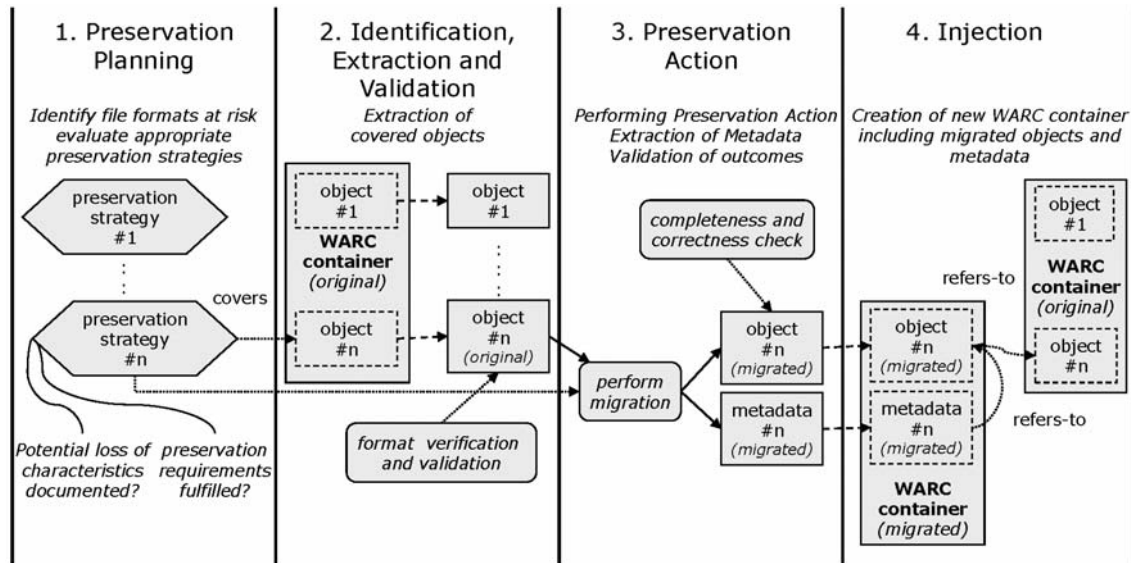 1. Preservation
Planning
Identify file formats at risk
evaluate appropriate
preservation strategies
preservation
strategy
#1
preservation
strategy
#n
covers
Potential loss of
characteristics
documented?
preservation
requirements
fulfilled?
2. Identification,
Extraction and
Validation
Extraction of
covered objects
object
#1
WARC
container
(original)
object
#n
object
#1
object
#n
(original)
format verification
and validation
3. Preservation
Action
Performing Preservation Action
Extraction of Metadata
Validation of outcomes
completeness and
correctness check
perform
migration
object
#n
(migrated)
metadata
#n
(migrated)
4. Injection
Creation of new WARC container
including migrated objects and
metadata
object
#1
WARC
container
(original)
object
#n
refers-to
object
#n
(migrated)
metadata
#n
(migrated)
WARC
container
(migrated)
refers-to